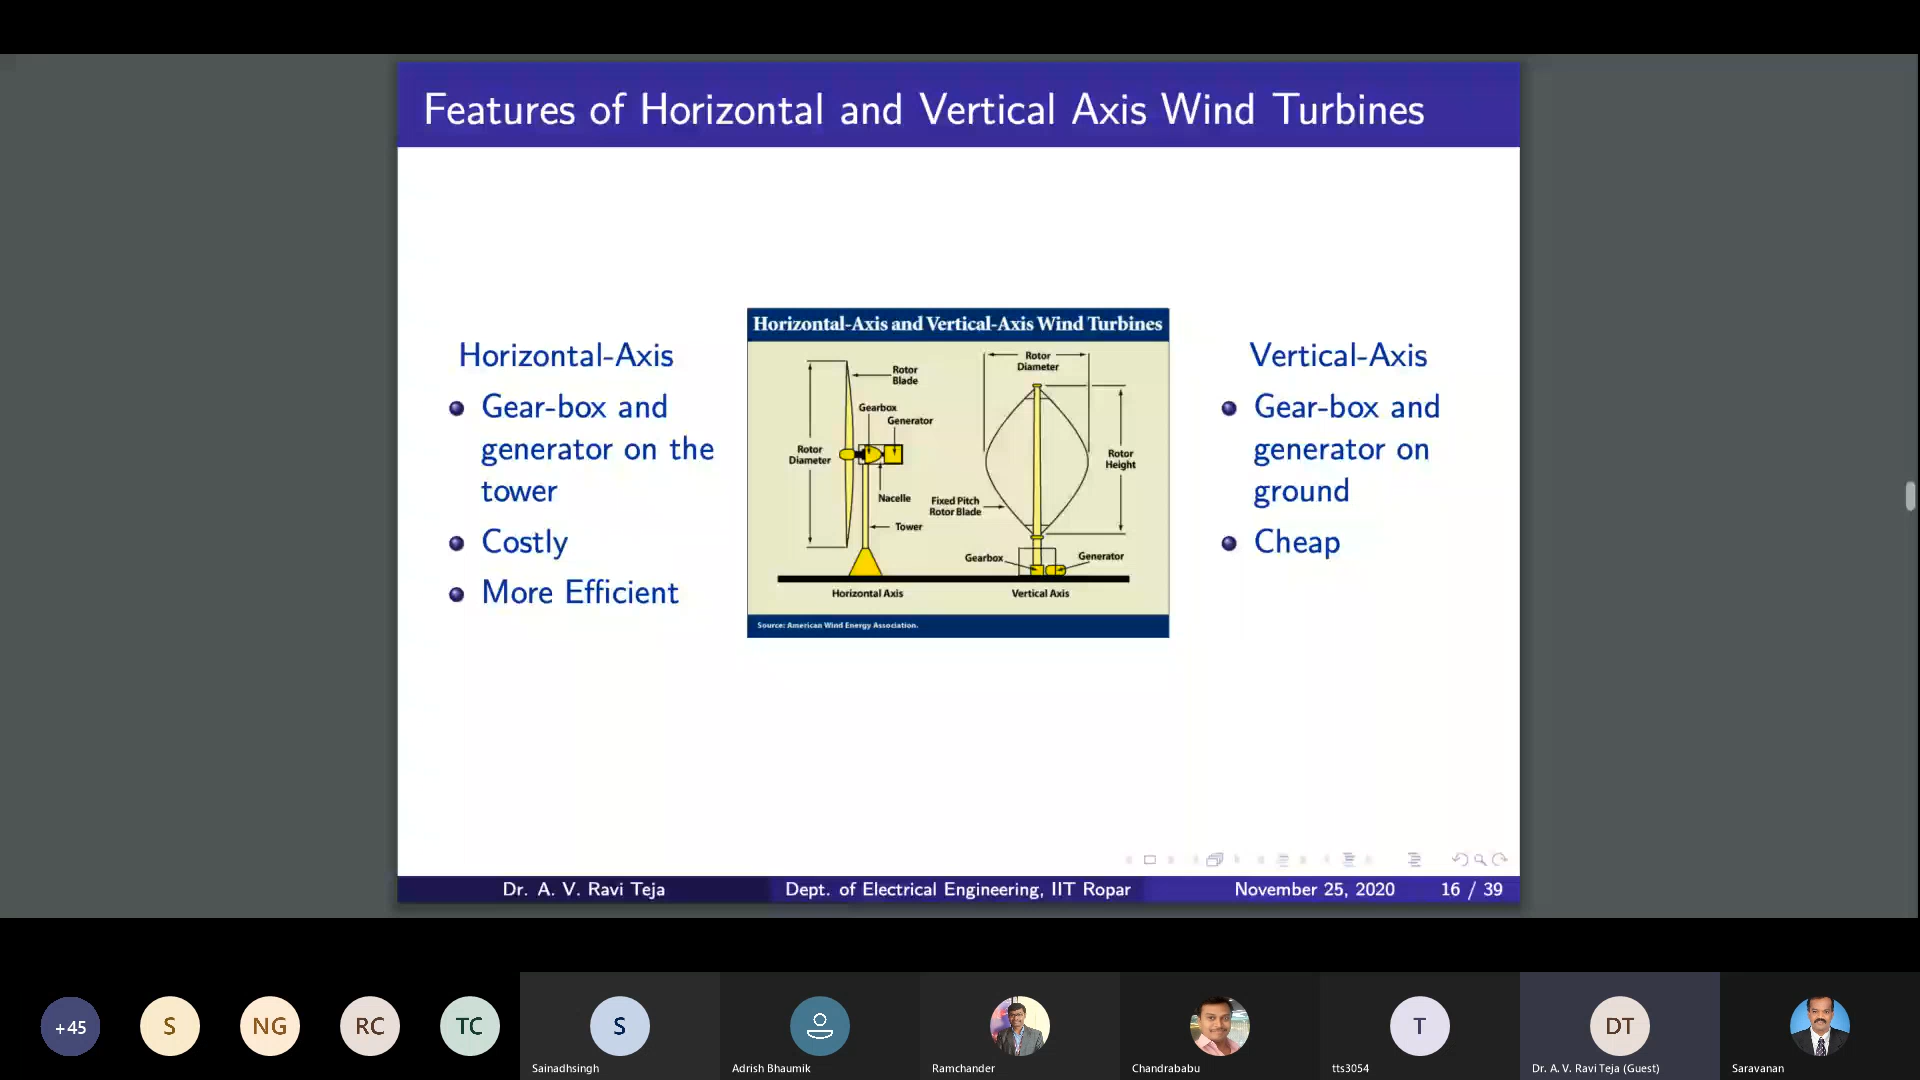 Features of Horizontal and Vertical Axis Wind Turbines
Horizontal-Axis
Gear-box and
generator on the
tower
Costly
More Efficient
Horizontal-Axis and Vertical-Axis Wind Turbines
Rotor
Blade
Gearbox
Generator
Rotor
Diameter
Nacelle
Tower
Horizontal Axis
Rotor
Diameter
Rotor
Height
Fixed Pitch
Rotor Blade
Gearbox
Generator
Vertical Axis
Source: American Wind Energy Association.
Vertical-Axis
Gear-box and
generator on
ground
Cheap
Dr. A. V. Ravi Teja
Dept. of Electrical Engineering, IIT Ropar
November 25, 2020
16 / 39
+45
S
NG
RC
TC
S
Sainadhsingh
Adrish Bhaumik
Ramchander
Chandrababu
T
tts3054
DT
Dr. A. V. Ravi Teja (Guest)
Saravanan